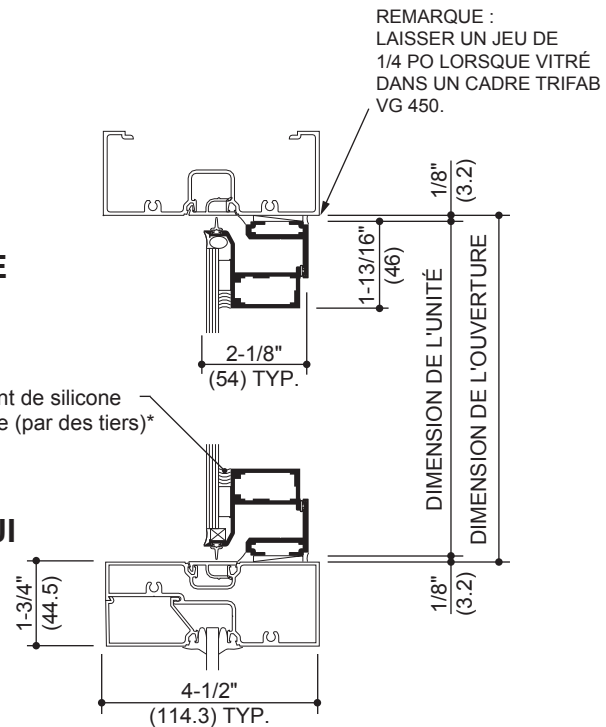 REMARQUE :
LAISSER UN JEU DE
1/4 PO LORSQUE VITRÉ
DANS UN CADRE TRIFAB
VG 450.
1/8"
(3.2)
1-13/16"
(46)
DIMENSION DE L'UNITÉ
DIMENSION DE L'OUVERTURE
2-1/8"
(54) TYP.
de silicone
(par des tiers)*
1-3/4"
(44.5)
1/8"
(3.2)
4-1/2"
(114.3) TYP.